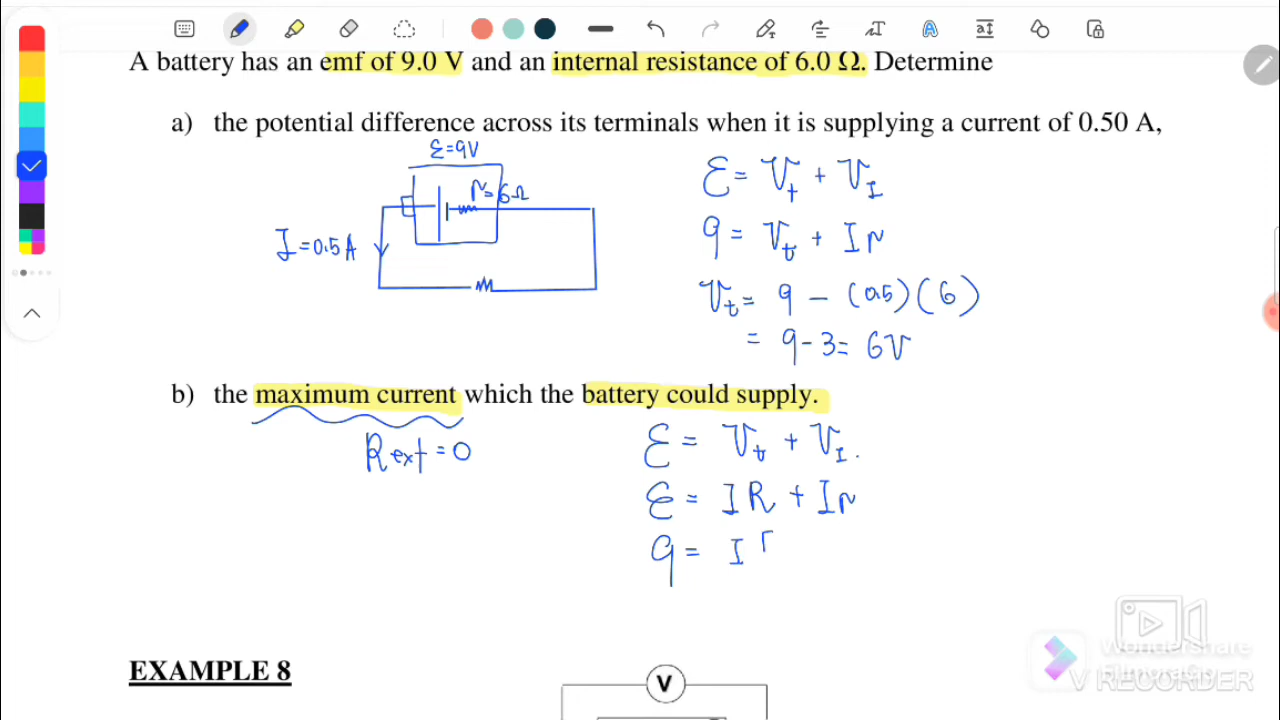 A battery has an emf of 9.0 V and an internal resistance of 6.0 Ω. Determine
a) the potential difference across its terminals when it is supplying a current of 0.50 A,
ε=9V
r=6Ω
I=0.5A
ε = Vt + VI
9 = Vt + Ir
Vt = 9 - (0.5)(6)
= 9-3= 6V
b) the maximum current which the battery could supply.
Rext=0
ε = Vt + VI.
ε = IR + Ir
9 = I
EXAMPLE 8
V
Wondershare
FilmoraGo
V RECORDER